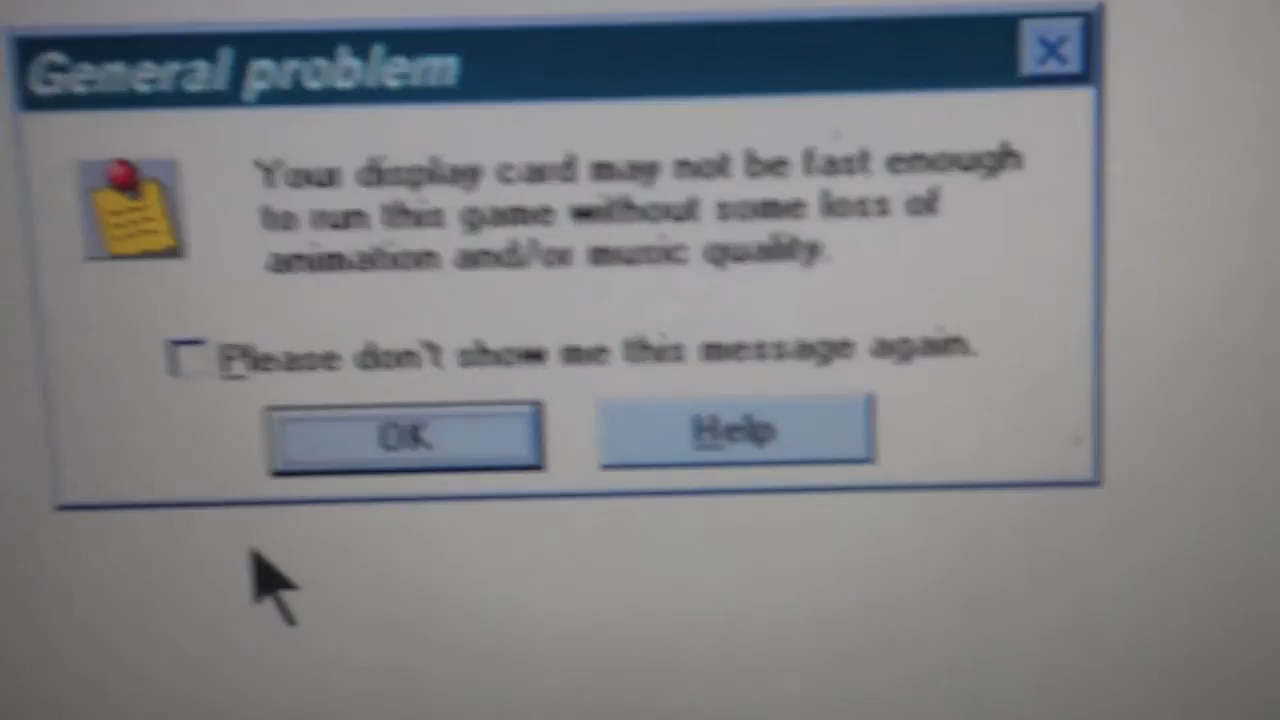 General problem
Your display card may not be fast enough
to run this game without some loss of
animation and/or music quality.
Please don't show me this message again.
OK
Help